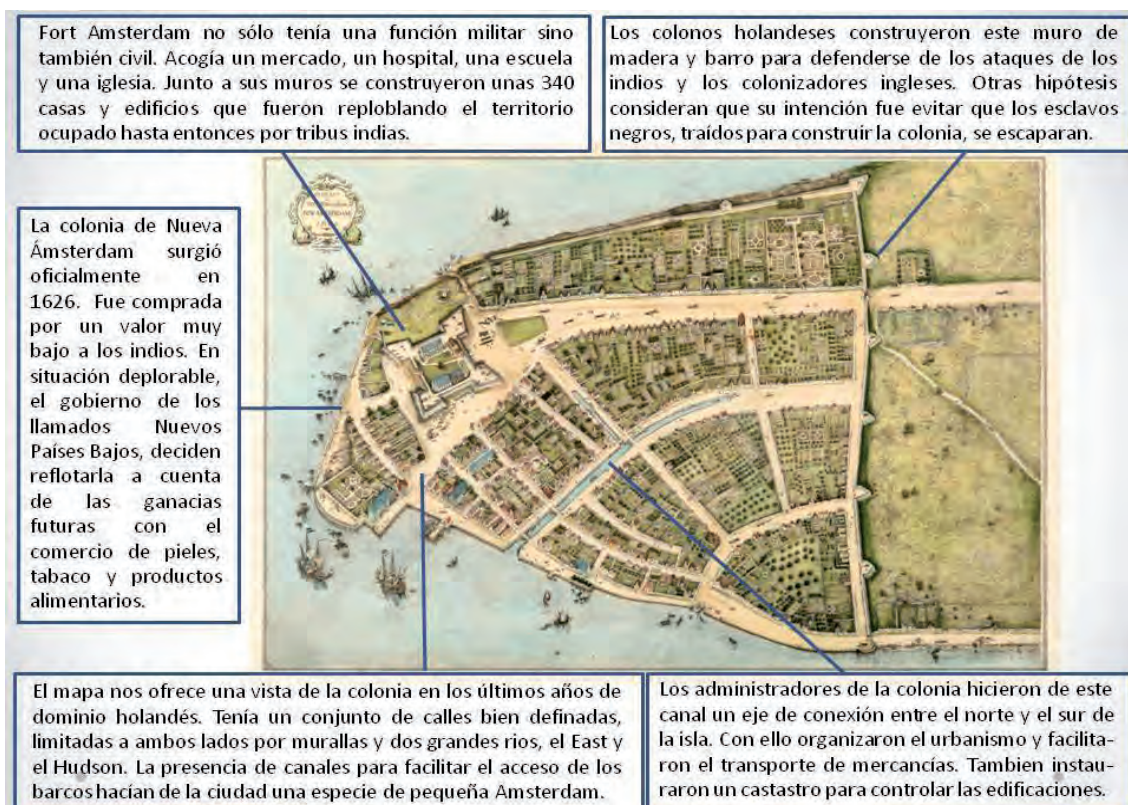 Fort Amsterdam no sólo tenía una función militar sino
también civil. Acogía un mercado, un hospital, una escuela
y una iglesia. Junto a sus muros se construyeron unas 340
casas y edificios que fueron reploblando el territorio
ocupado hasta entonces por tribus indias.
Los colonos holandeses construyeron este muro de
madera y barro para defenderse de los ataques de los
indios y los colonizadores ingleses. Otras hipótesis
consideran que su intención fue evitar que los esclavos
negros, traídos para construir la colonia, se escaparan.
La colonia de Nueva
Ámsterdam surgió
oficialmente en
1626. Fue comprada
por un valor muy
bajo a los indios. En
situación deplorable,
el gobierno de los
llamados Nuevos
Países Bajos, deciden
reflotarla a cuenta
de las ganacias
futuras con el
comercio de pieles,
tabaco y productos
alimentarios.
El mapa nos ofrece una vista de la colonia en los últimos años de
dominio holandés. Tenía un conjunto de calles bien definadas,
limitadas a ambos lados por murallas y dos grandes rios, el East y
el Hudson. La presencia de canales para facilitar el acceso de los
barcos hacían de la ciudad una especie de pequeña Amsterdam.
Los administradores de la colonia hicieron de este
canal un eje de conexión entre el norte y el sur de
la isla. Con ello organizaron el urbanismo y facilita-
ron el transporte de mercancías. Tambien instau-
raron un castastro para controlar las edificaciones.